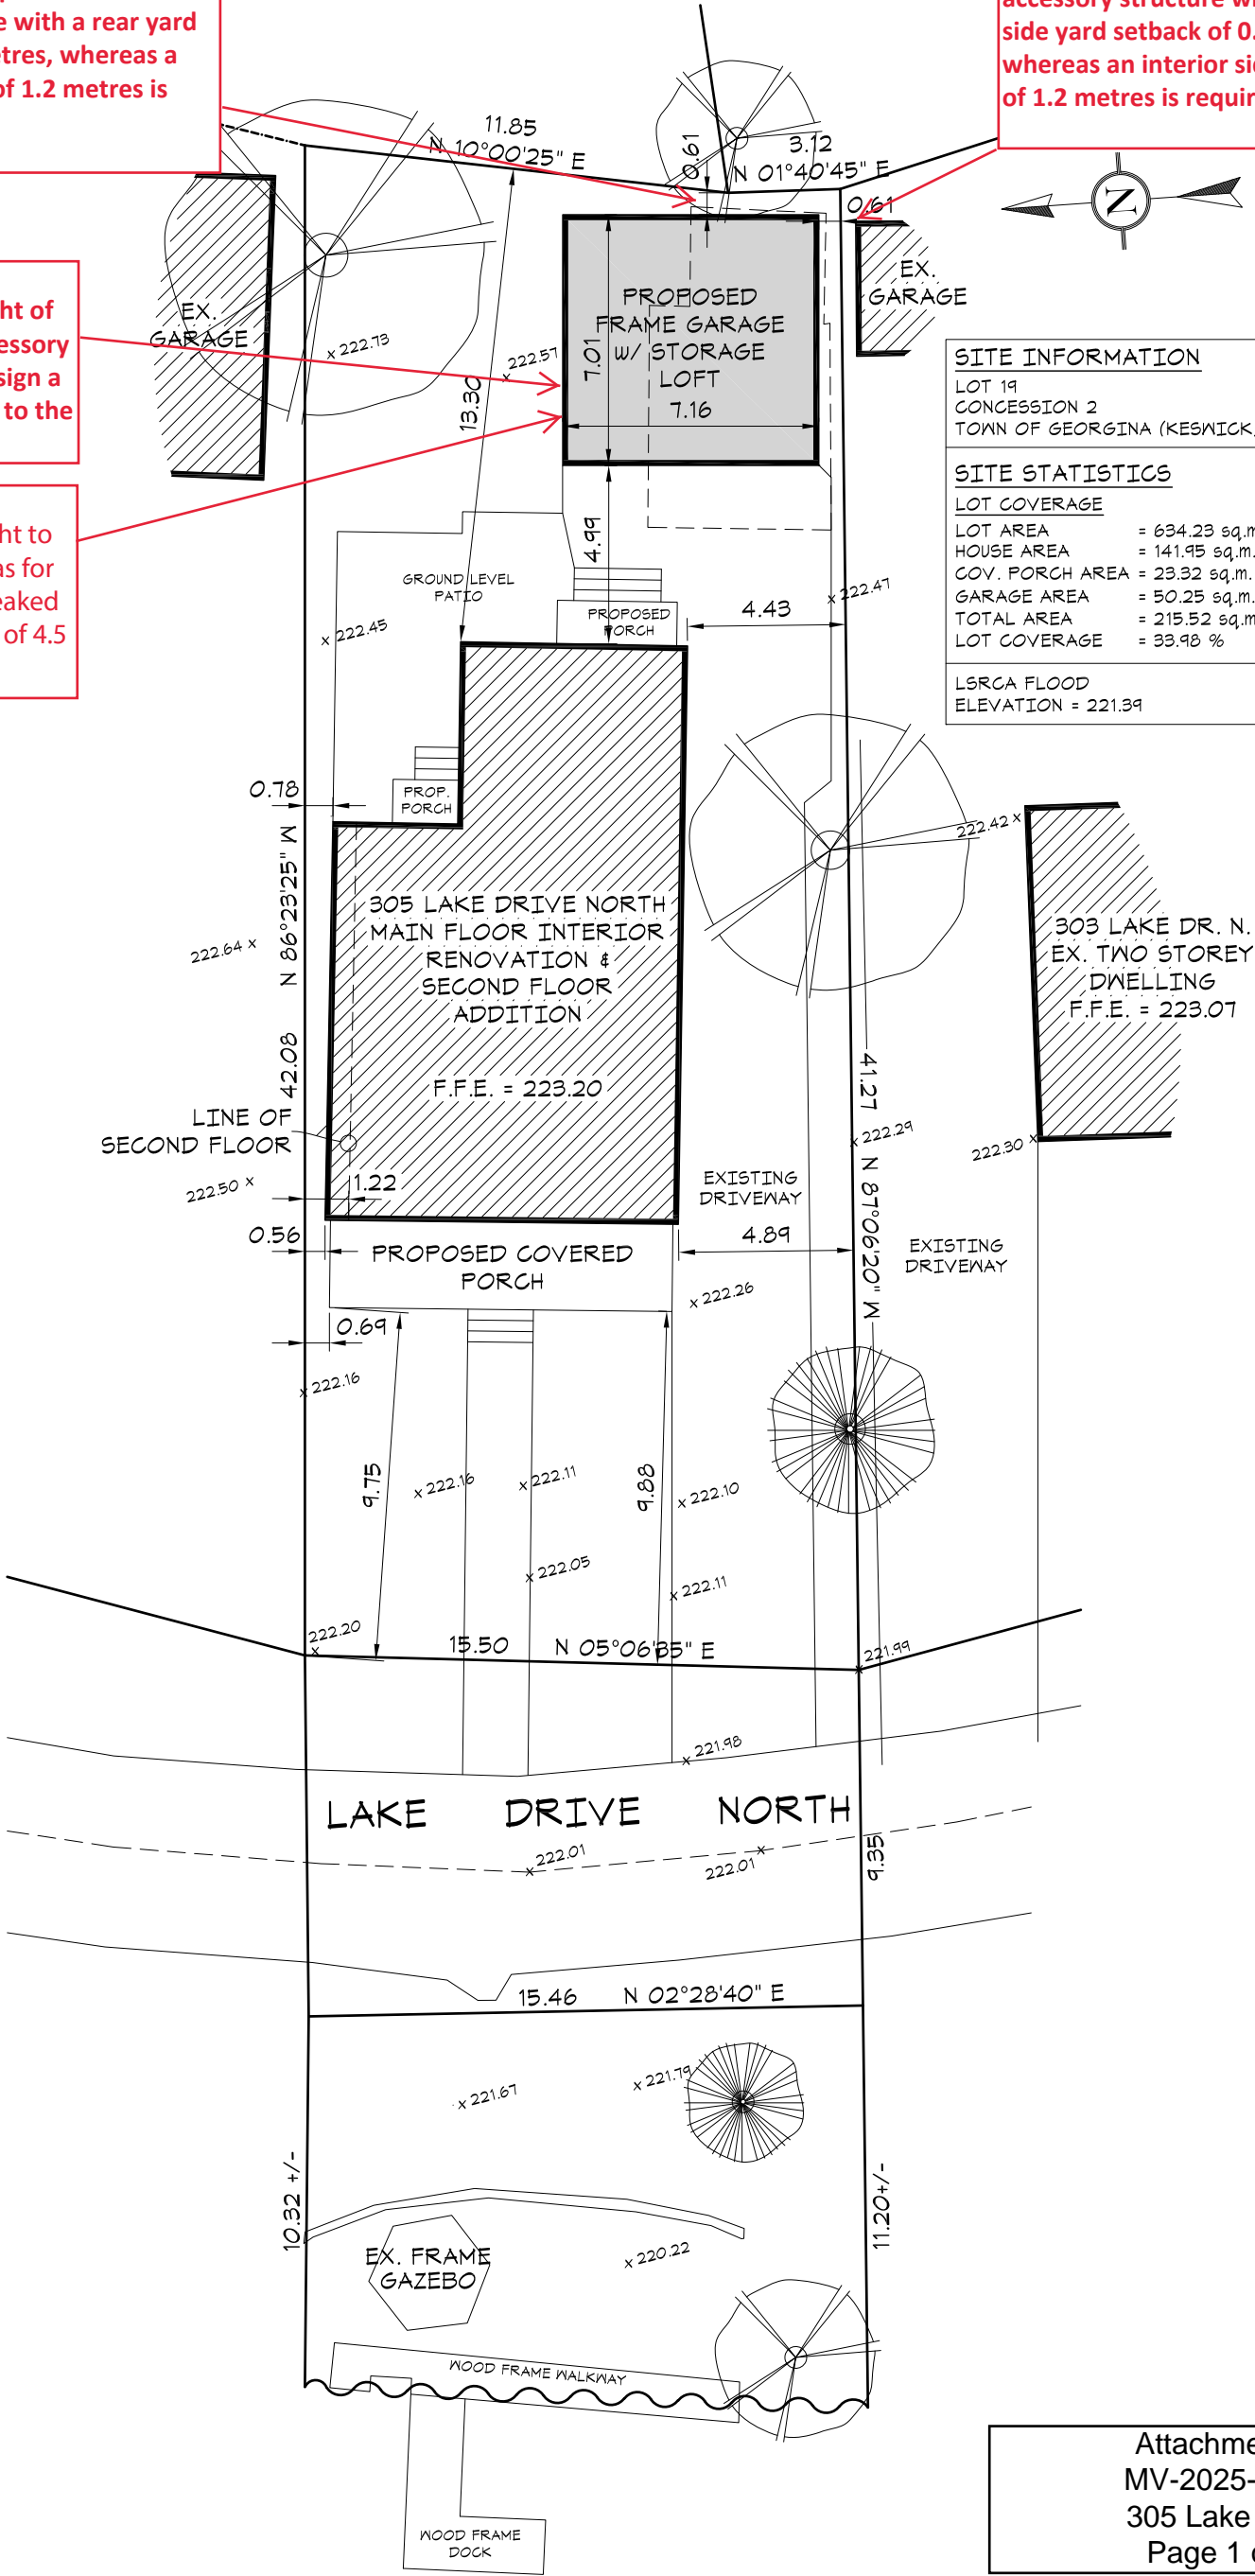 e with a rear yard
etres, whereas a
of 1.2 metres is
accessory structure wi
side yard setback of 0.
whereas an interior sid
of 1.2 metres is requir
11.85
N 10°00'25" E
0.61
3.12
N 01°40'45" E
N
0.61
EX.
GARAGE
ght of
essory
sign a
to the
EX.
GARAGE
x 222.73
222.57
x
13.30
7.01
PROPOSED
FRAME GARAGE
w/ STORAGE
LOFT
7.16
SITE INFORMATION
LOT 19
CONCESSION 2
TOWN OF GEORGINA (KESWICK)
SITE STATISTICS
LOT COVERAGE
LOT AREA = 634.23 sq.m
HOUSE AREA = 141.95 sq.m.
COV. PORCH AREA = 23.32 sq.m.
GARAGE AREA = 50.25 sq.m.
TOTAL AREA = 215.52 sq.m
LOT COVERAGE = 33.98 %
LSRCA FLOOD
ELEVATION = 221.39
ht to
as for
eaked
of 4.5
4.99
GROUND LEVEL
PATIO
PROPOSED
PORCH
4.43
x 222.47
x 222.45
0.78
PROP.
PORCH
N 86°23'25" W
42.08
222.64 x
305 LAKE DRIVE NORTH
MAIN FLOOR INTERIOR
RENOVATION &
SECOND FLOOR
ADDITION
F.F.E. = 223.20
222.42 x
303 LAKE DR. N.
EX. TWO STOREY
DWELLING
F.F.E. = 223.07
LINE OF
SECOND FLOOR
41.27
N 87°06'20" W
x 222.29
222.30 x
222.50 x
1.22
EXISTING
DRIVEWAY
0.56
PROPOSED COVERED
PORCH
4.89
EXISTING
DRIVEWAY
x 222.26
0.69
x 222.16
9.75
x 222.16
x 222.11
9.88
x 222.10
x 222.05
x 222.11
222.20
x
15.50 N 05°06'35" E
x 221.99
x 221.98
LAKE DRIVE NORTH
x 222.01
222.01 x
9.35
15.46 N 02°28'40" E
x 221.67
x 221.79
10.32 +/-
11.20+/-
EX. FRAME
GAZEBO
x 220.22
WOOD FRAME WALKWAY
WOOD FRAME
DOCK
Attachme
MV-2025-
305 Lake
Page 1 o